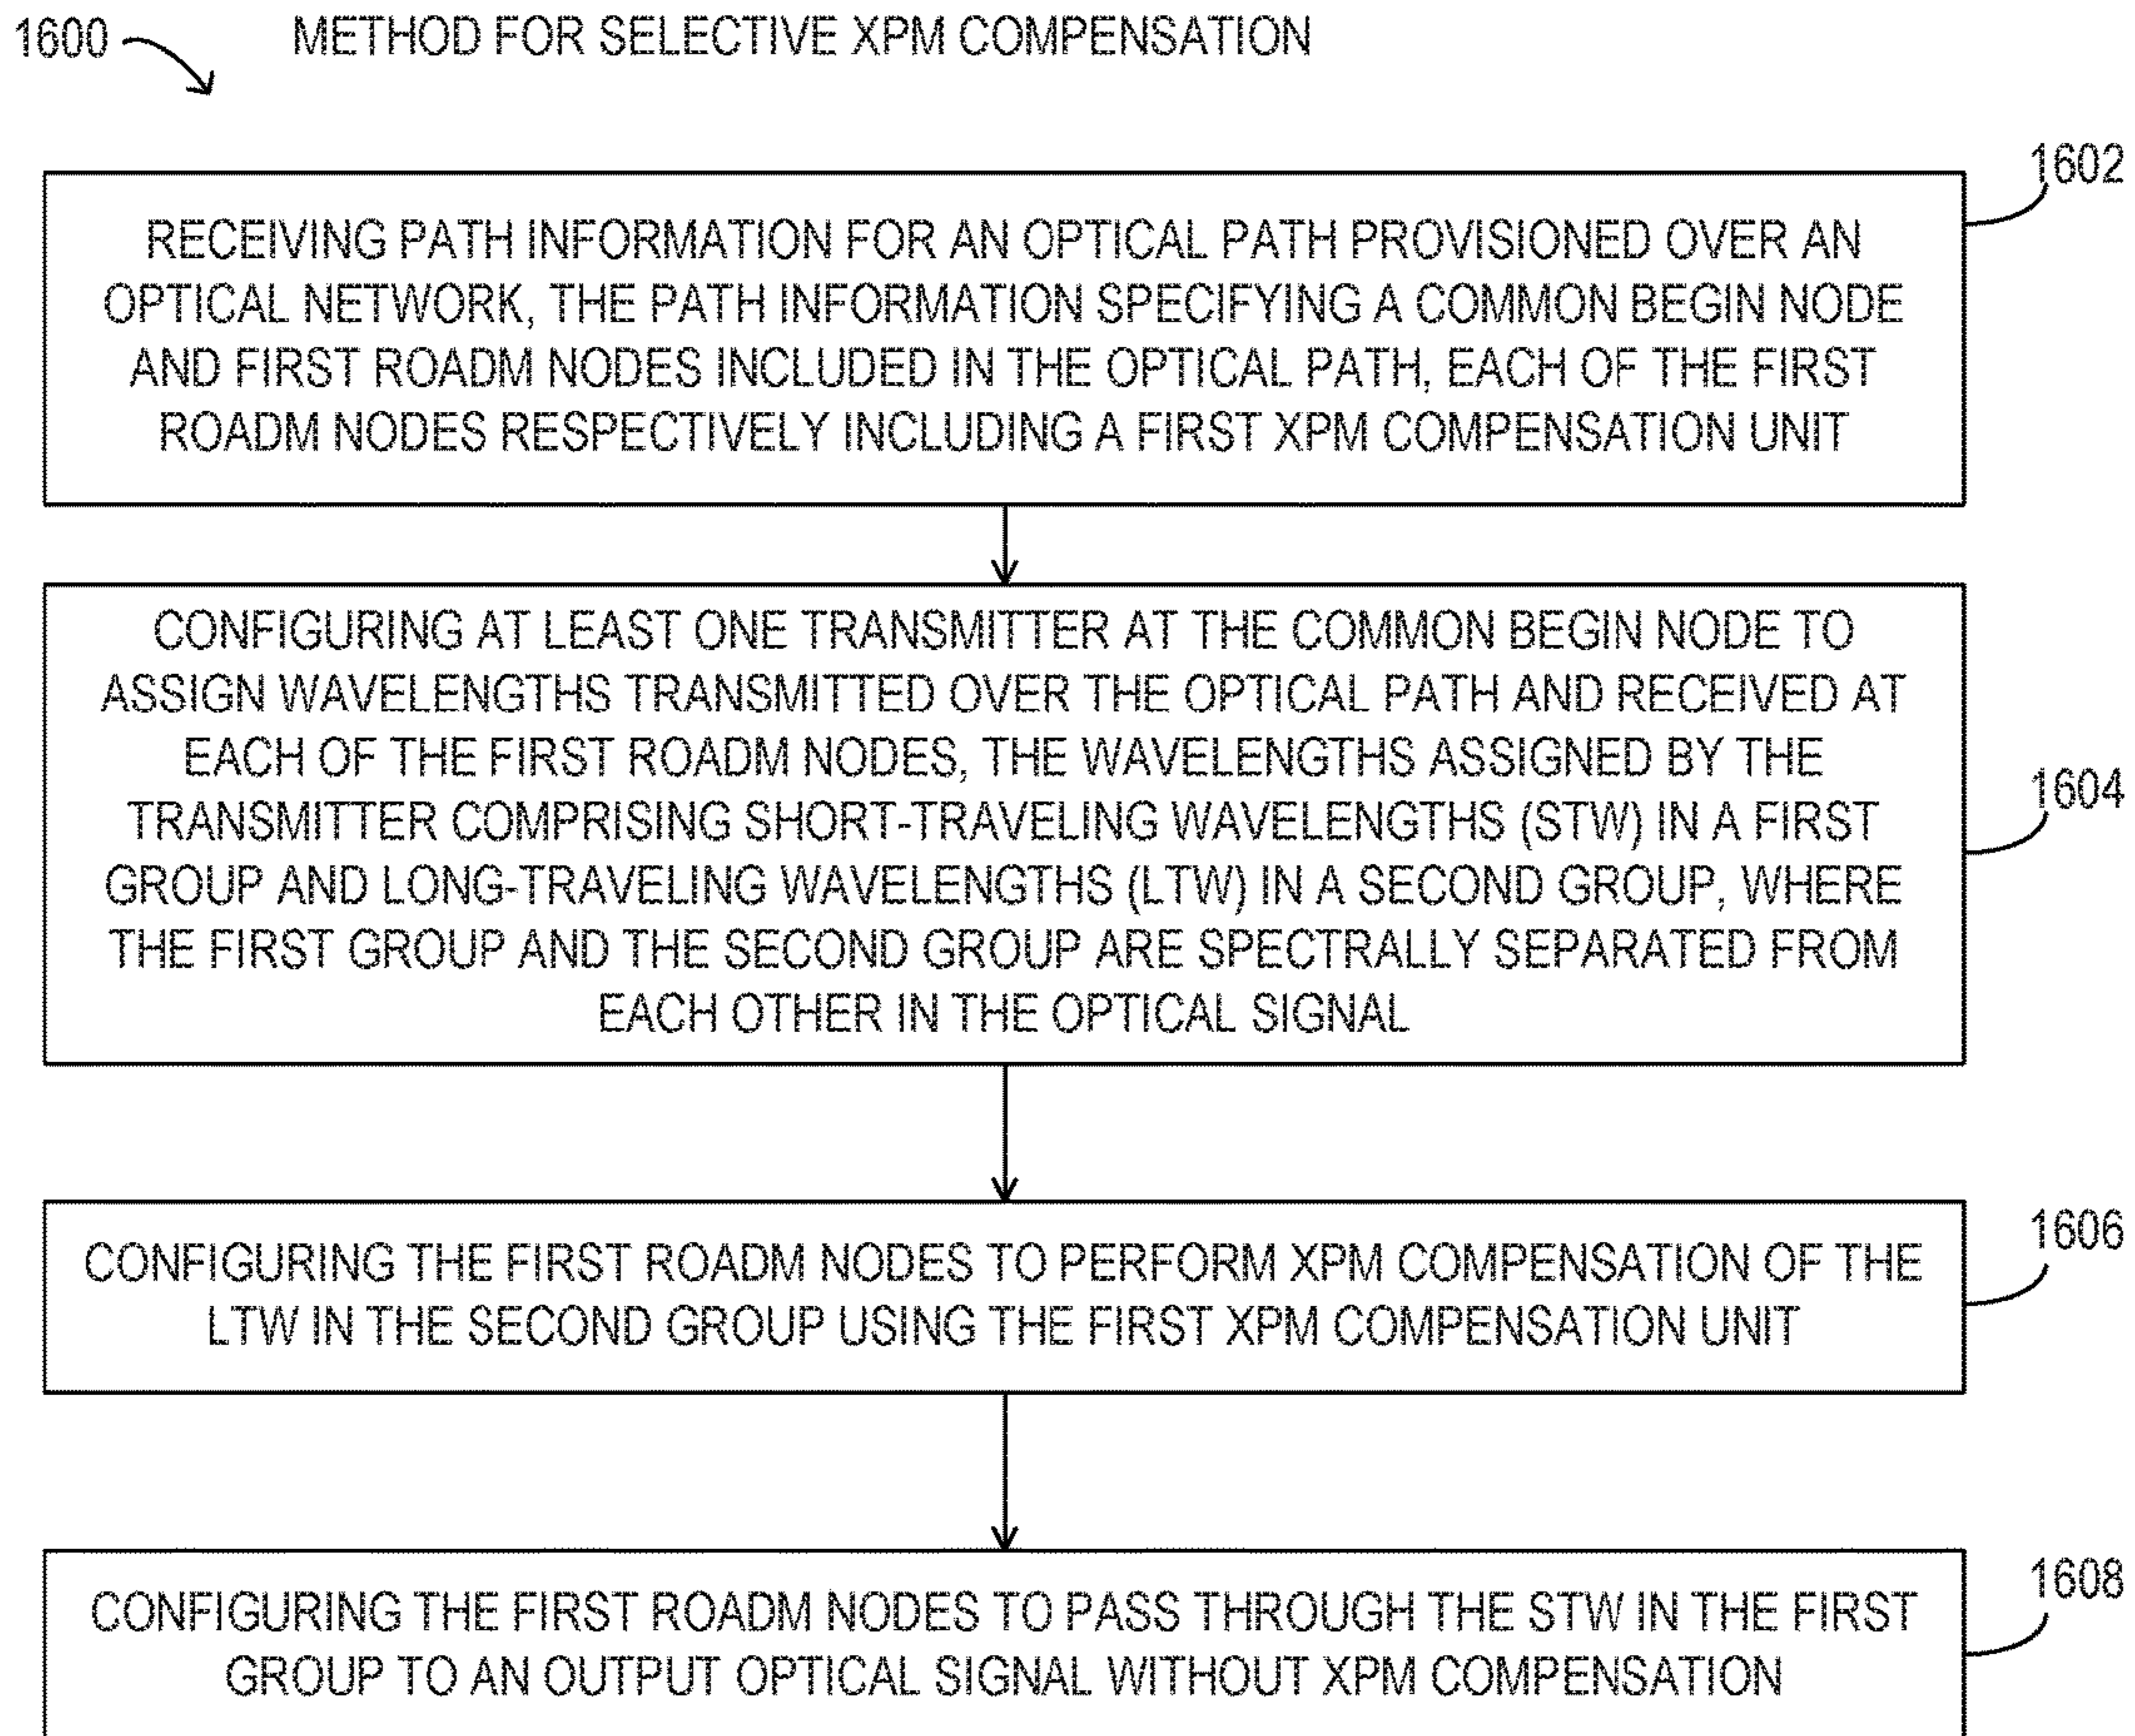 1600
METHOD FOR SELECTIVE XPM COMPENSATION
1602
RECEIVING PATH INFORMATION FOR AN OPTICAL PATH PROVISIONED OVER AN
OPTICAL NETWORK, THE PATH INFORMATION SPECIFYING A COMMON BEGIN NODE
AND FIRST ROADM NODES INCLUDED IN THE OPTICAL PATH, EACH OF THE FIRST
ROADM NODES RESPECTIVELY INCLUDING A FIRST XPM COMPENSATION UNIT
1604
CONFIGURING AT LEAST ONE TRANSMITTER AT THE COMMON BEGIN NODE TO
ASSIGN WAVELENGTHS TRANSMITTED OVER THE OPTICAL PATH AND RECEIVED AT
EACH OF THE FIRST ROADM NODES, THE WAVELENGTHS ASSIGNED BY THE
TRANSMITTER COMPRISING SHORT-TRAVELING WAVELENGTHS (STW) IN A FIRST
GROUP AND LONG-TRAVELING WAVELENGTHS (LTW) IN A SECOND GROUP, WHERE
THE FIRST GROUP AND THE SECOND GROUP ARE SPECTRALLY SEPARATED FROM
EACH OTHER IN THE OPTICAL SIGNAL
1606
CONFIGURING THE FIRST ROADM NODES TO PERFORM XPM COMPENSATION OF THE
LTW IN THE SECOND GROUP USING THE FIRST XPM COMPENSATION UNIT
1608
CONFIGURING THE FIRST ROADM NODES TO PASS THROUGH THE STW IN THE FIRST
GROUP TO AN OUTPUT OPTICAL SIGNAL WITHOUT XPM COMPENSATION